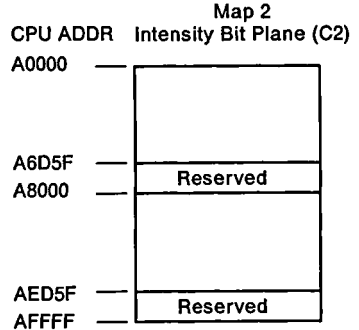 Map 2
CPU ADDR Intensity Bit Plane (C2)
A0000
A6D5F
Reserved
A8000
AED5F
Reserved
AFFFF